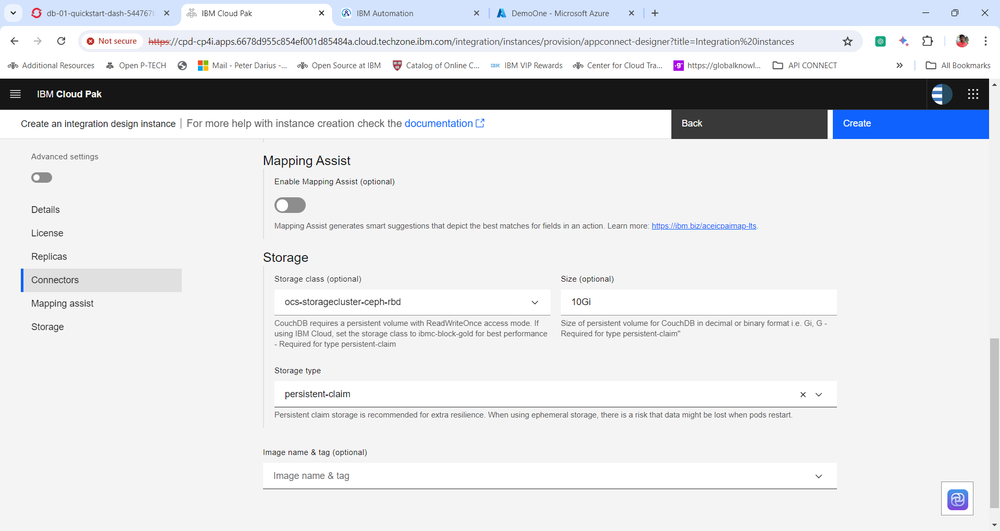 db-01-quickstart-dash-544767b
IBM Cloud Pak
IBM Automation
DemoOne - Microsoft Azure
Not secure
https://cpd-cp4i.apps.6678d955c854ef001d85484a.cloud.techzone.ibm.com/integration/instances/provision/appconnect-designer?title=Integration%20instances
Additional Resources
Open P-TECH
Mail - Peter Darius -...
Open Source at IBM
Catalog of Online C...
IBM VIP Rewards
Center for Cloud Tra...
https://globalknowl...
API CONNECT
All Bookmarks
IBM Cloud Pak
Create an integration design instance
For more help with instance creation check the documentation
Back
Create
Advanced settings
Details
License
Replicas
Connectors
Mapping assist
Storage
Mapping Assist
Enable Mapping Assist (optional)
Mapping Assist generates smart suggestions that depict the best matches for fields in an action. Learn more: https://ibm.biz/aceicpaimap-lts.
Storage
Storage class (optional)
ocs-storagecluster-ceph-rbd
CouchDB requires a persistent volume with ReadWriteOnce access mode. If
using IBM Cloud, set the storage class to ibmc-block-gold for best performance
- Required for type persistent-claim
Size (optional)
10Gi
Size of persistent volume for CouchDB in decimal or binary format i.e. Gi, G -
Required for type persistent-claim"
Storage type
persistent-claim
Persistent claim storage is recommended for extra resilience. When using ephemeral storage, there is a risk that data might be lost when pods restart.
Image name & tag (optional)
Image name & tag